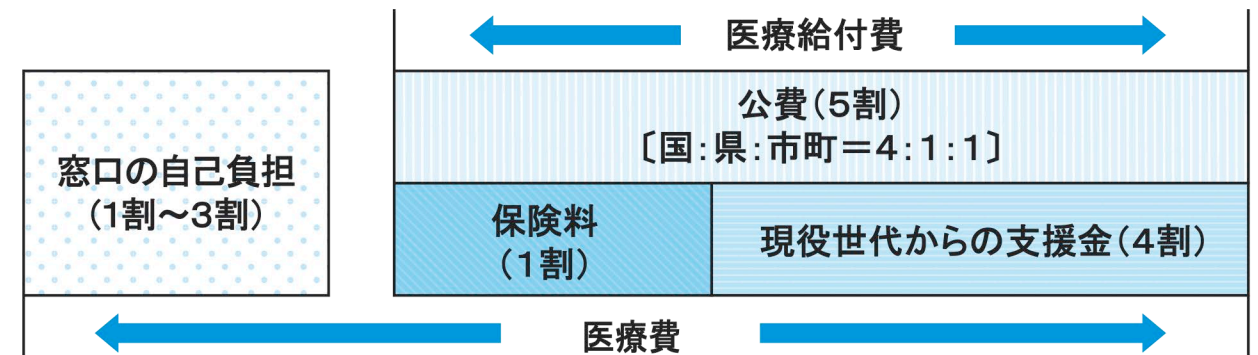 医療給付費
公費（5割）
〔国：県：市町＝4：1：1〕
窓口の自己負担
（1割～3割）
保険料
（1割）
現役世代からの支援金（4割）
医療費